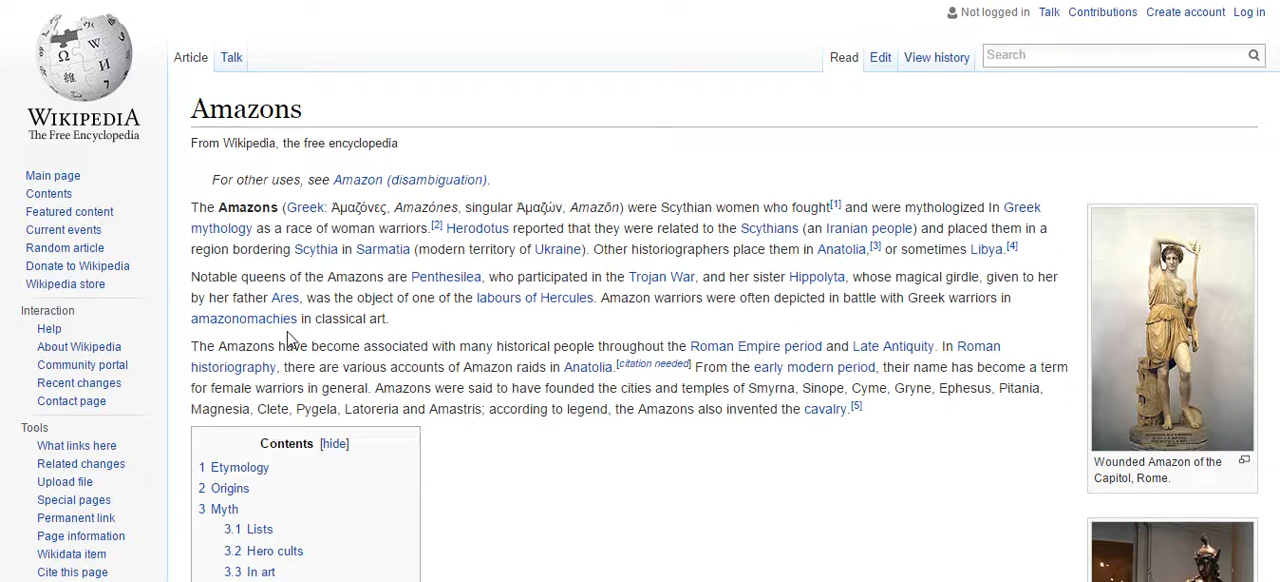 Not logged in Talk Contributions Create account Log in
Article Talk Read Edit View history Search
WIKIPEDIA
The Free Encyclopedia
Main page
Contents
Featured content
Current events
Random article
Donate to Wikipedia
Wikipedia store
Interaction
Help
About Wikipedia
Community portal
Recent changes
Contact page
Tools
What links here
Related changes
Upload file
Special pages
Permanent link
Page information
Wikidata item
Cite this page
Amazons
From Wikipedia, the free encyclopedia
For other uses, see Amazon (disambiguation).
The Amazons (Greek: Ἀμαζόνες, Amazónes, singular Ἀμαζών, Amazōn) were Scythian women who fought[1] and were mythologized In Greek
mythology as a race of woman warriors.[2] Herodotus reported that they were related to the Scythians (an Iranian people) and placed them in a
region bordering Scythia in Sarmatia (modern territory of Ukraine). Other historiographers place them in Anatolia,[3] or sometimes Libya.[4]
Notable queens of the Amazons are Penthesilea, who participated in the Trojan War, and her sister Hippolyta, whose magical girdle, given to her
by her father Ares, was the object of one of the labours of Hercules. Amazon warriors were often depicted in battle with Greek warriors in
amazonomachies in classical art.
The Amazons have become associated with many historical people throughout the Roman Empire period and Late Antiquity. In Roman
historiography, there are various accounts of Amazon raids in Anatolia.[citation needed] From the early modern period, their name has become a term
for female warriors in general. Amazons were said to have founded the cities and temples of Smyrna, Sinope, Cyme, Gryne, Ephesus, Pitania,
Magnesia, Clete, Pygela, Latoreria and Amastris; according to legend, the Amazons also invented the cavalry.[5]
Contents [hide]
1 Etymology
2 Origins
3 Myth
3.1 Lists
3.2 Hero cults
3.3 In art
Wounded Amazon of the
Capitol, Rome.